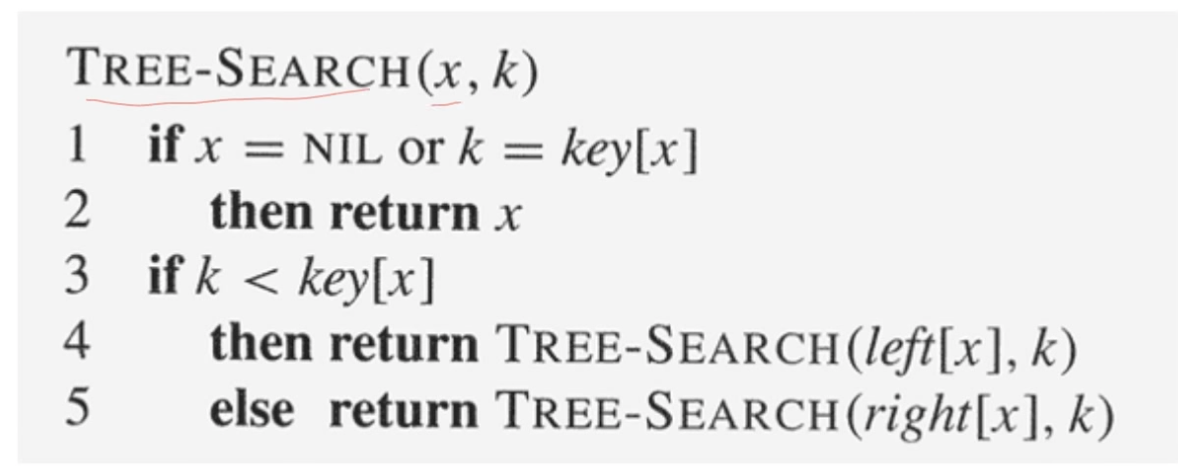 TREE-SEARCH(x, k)
1 if x = NIL or k = key[x]
2 then return x
3 if k < key[x]
4 then return TREE-SEARCH(left[x], k)
5 else return TREE-SEARCH(right[x], k)